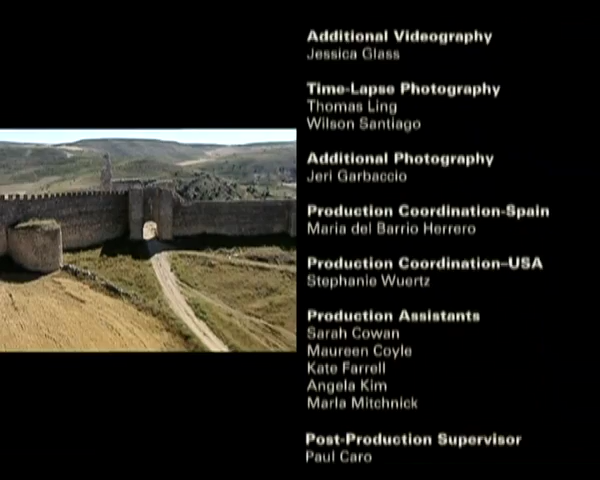 Additional Videography
Jessica Glass
Time-Lapse Photography
Thomas Ling
Wilson Santiago
Additional Photography
Jeri Garbaccio
Production Coordination-Spain
Maria del Barrio Herrero
Production Coordination–USA
Stephanie Wuertz
Production Assistants
Sarah Cowan
Maureen Coyle
Kate Farrell
Angela Kim
Marla Mitchnick
Post-Production Supervisor
Paul Caro